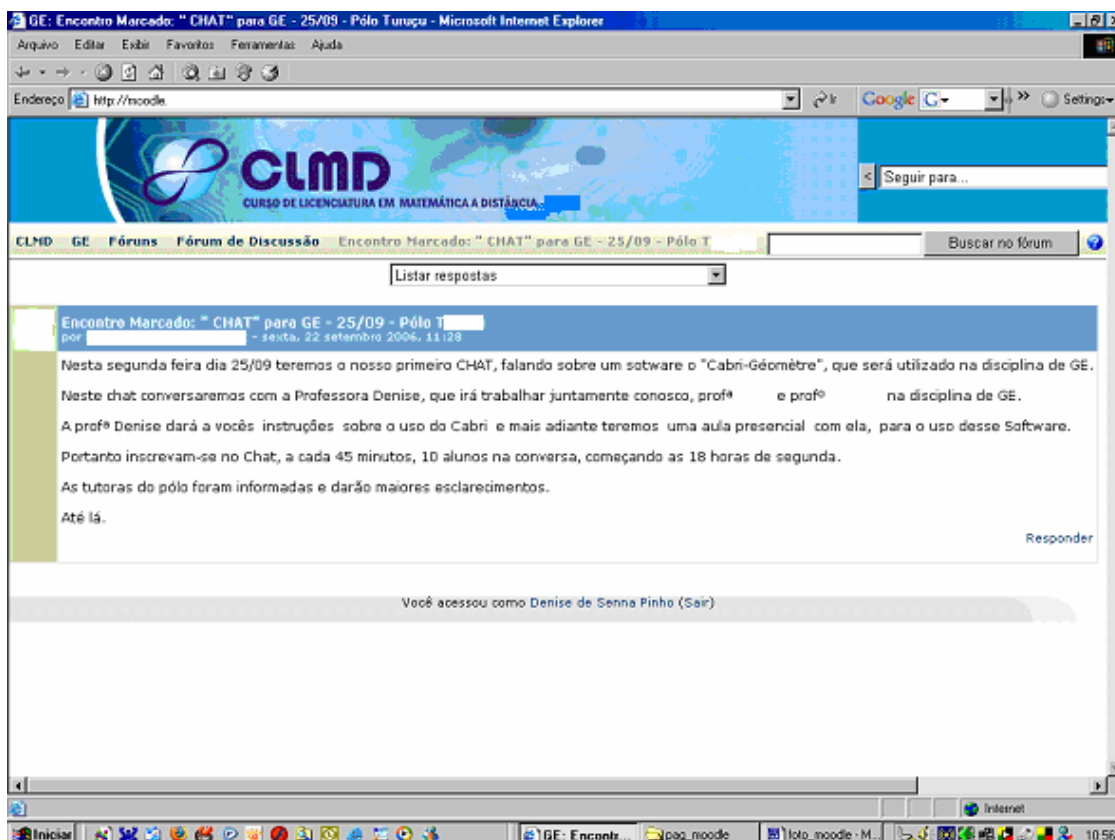 GE: Encontro Marcado: " CHAT" para GE - 25/09 - Pólo Turuçu - Microsoft Internet Explorer
Arquivo Editar Exibir Favoritos Ferramentas Ajuda
Endereço http://moodle. Ir Google G Settings
CLMD
CURSO DE LICENCIATURA EM MATEMÁTICA A DISTÂNCIA
< Seguir para...
CLMD GE Fóruns Fórum de Discussão Encontro Marcado: " CHAT" para GE - 25/09 - Pólo T Buscar no fórum ?
Listar respostas
Encontro Marcado: " CHAT" para GE - 25/09 - Pólo T
por - sexta, 22 setembro 2006, 11:28
Nesta segunda feira dia 25/09 teremos o nosso primeiro CHAT, falando sobre um sotware o "Cabri-Géomètre", que será utilizado na disciplina de GE.
Neste chat conversaremos com a Professora Denise, que irá trabalhar juntamente conosco, profª e profº na disciplina de GE.
A profª Denise dará a vocês instruções sobre o uso do Cabri e mais adiante teremos uma aula presencial com ela, para o uso desse Software.
Portanto inscrevam-se no Chat, a cada 45 minutos, 10 alunos na conversa, começando as 18 horas de segunda.
As tutoras do pólo foram informadas e darão maiores esclarecimentos.
Até lá.
Responder
Você acessou como Denise de Senna Pinho (Sair)
Internet
Iniciar GE: Encontr... pag_moodle foto_moodle - M... 10:56